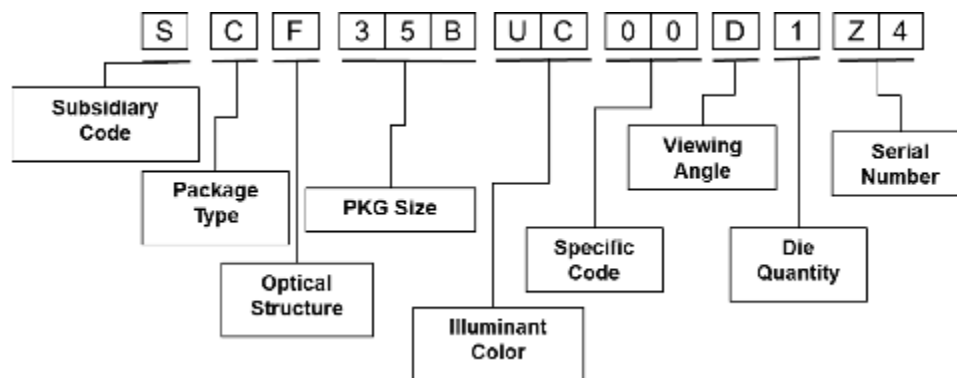 S C F 3 5 B U C 0 0 D 1 Z 4
Subsidiary
Code
Package
Type
Optical
Structure
PKG Size
Illuminant
Color
Specific
Code
Viewing
Angle
Die
Quantity
Serial
Number